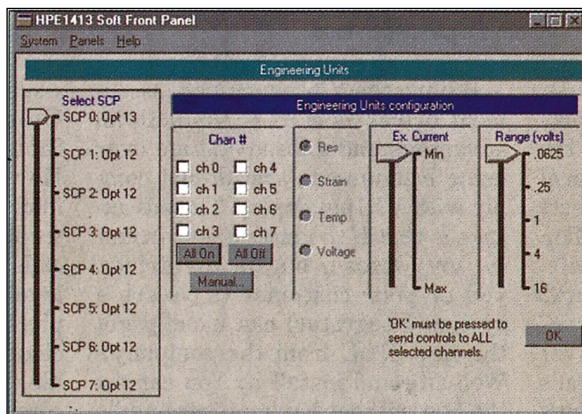 HPE1413 Soft Front Panel
System Panels Help
Engineering Units
Select SCP
SCP 0: Opt 13
SCP 1: Opt 12
SCP 2: Opt 12
SCP 3: Opt 12
SCP 4: Opt 12
SCP 5: Opt 12
SCP 6: Opt 12
SCP 7: Opt 12
Engineering Units configuration
Chan #
ch 0 ch 4
ch 1 ch 5
ch 2 ch 6
ch 3 ch 7
All On All Off
Manual...
Res
Strain
Temp
Voltage
Ex. Current
Min
Max
Range (volts)
.0625
.25
1
4
16
'OK' must be pressed to
send controls to ALL
selected channels.
OK